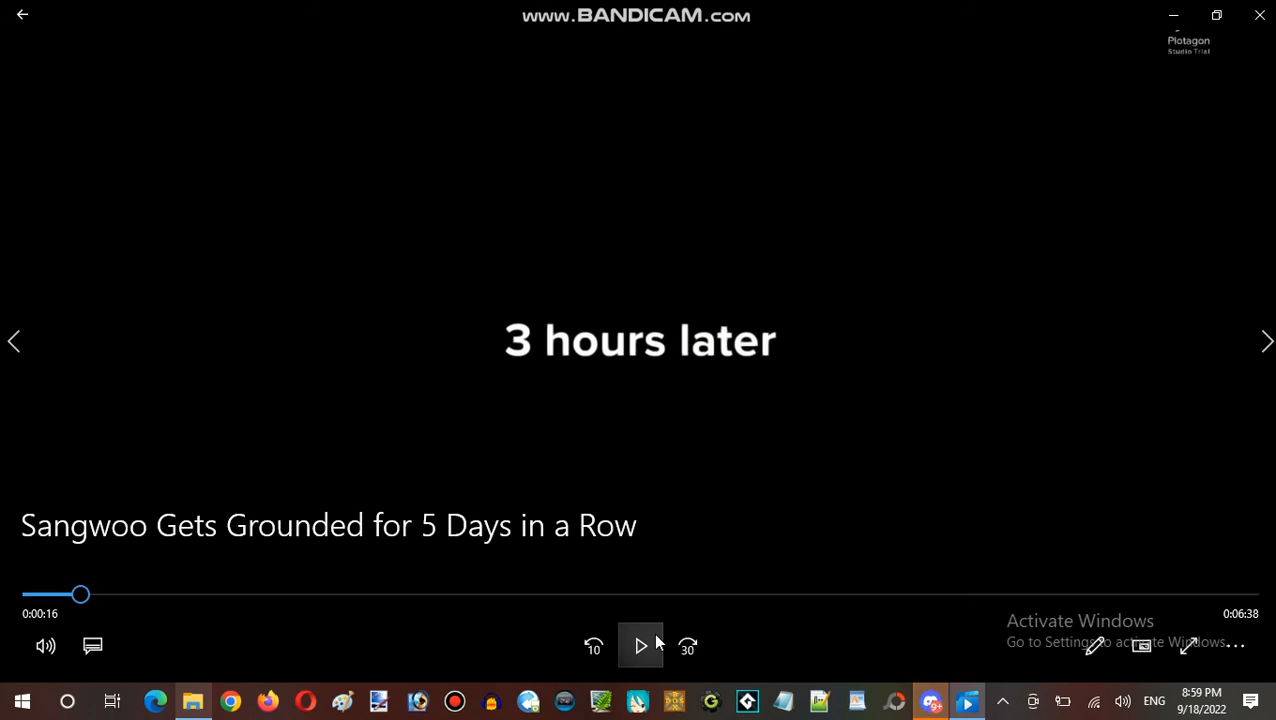 www.BANDICAM.com
Plotagon
Studio Trial
3 hours later
Sangwoo Gets Grounded for 5 Days in a Row
0:00:16
0:06:38
Activate Windows
Go to Settings to activate Windows.
10
30
ENG
8:59 PM
9/18/2022